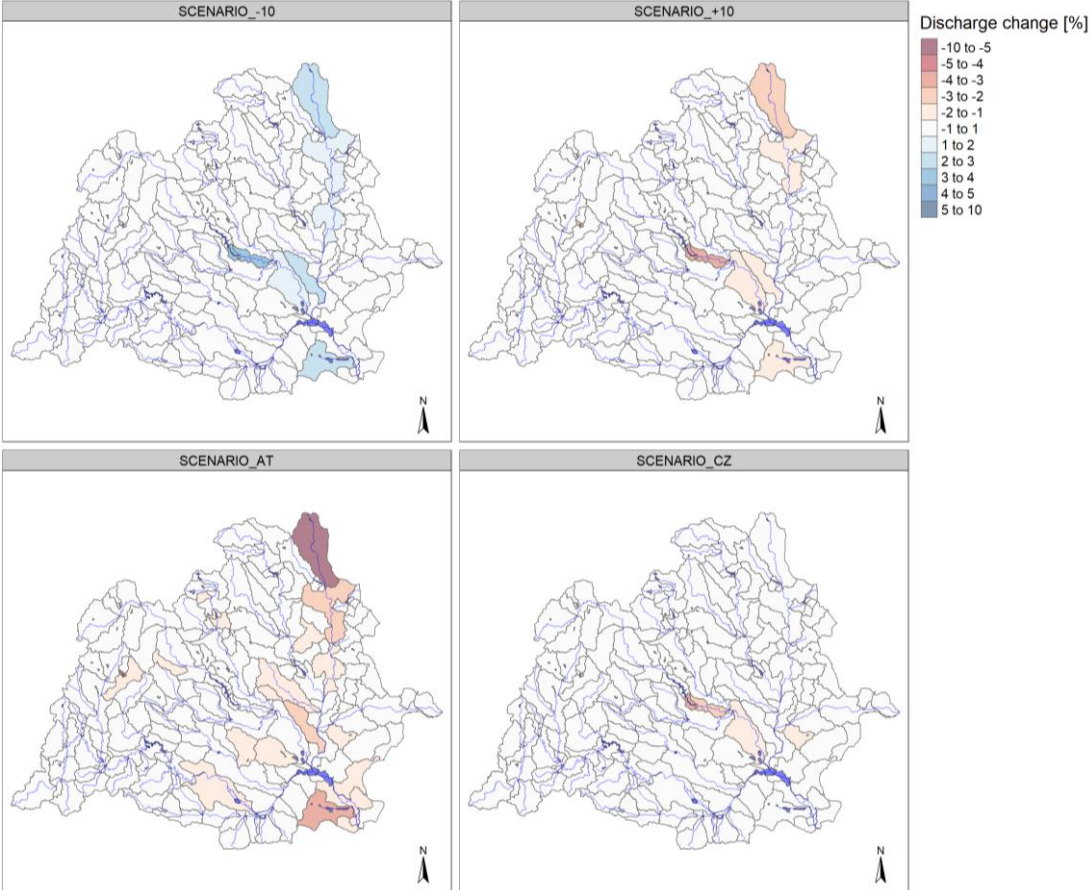 SCENARIO_-10
SCENARIO_+10
Discharge change [%]
-10 to -5
-5 to -4
-4 to -3
-3 to -2
-2 to -1
-1 to 1
1 to 2
2 to 3
3 to 4
4 to 5
5 to 10
N
N
SCENARIO_AT
SCENARIO_CZ
N
N